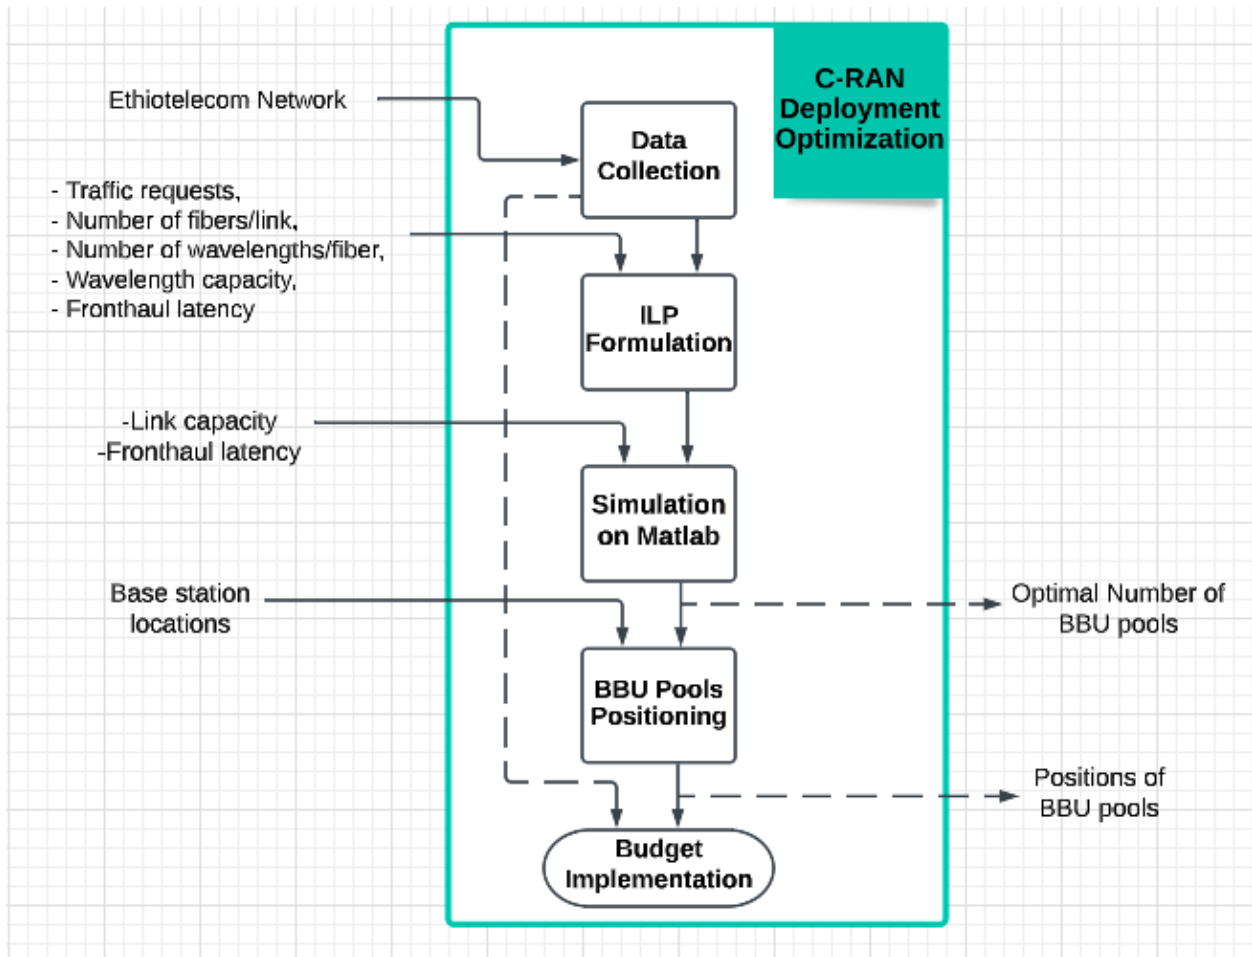 C-RAN
Deployment
Optimization
Ethiotelecom Network
Data
Collection
- Traffic requests,
- Number of fibers/link,
- Number of wavelengths/fiber,
- Wavelength capacity,
- Fronthaul latency
ILP
Formulation
-Link capacity
-Fronthaul latency
Simulation
on Matlab
Base station
locations
Optimal Number of
BBU pools
BBU Pools
Positioning
Positions of
BBU pools
Budget
Implementation